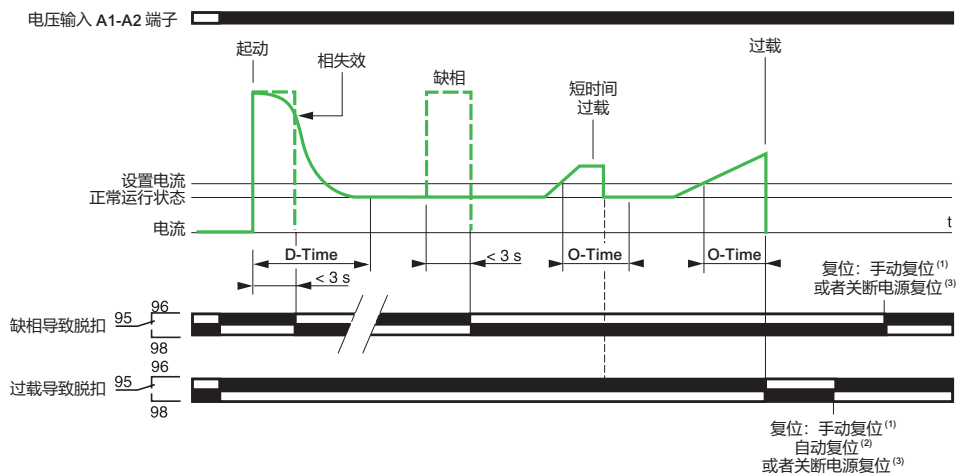 电压输入 A1-A2 端子
起动
相失效
缺相
短时间
过载
过载
设置电流
正常运行状态
电流
t
D-Time
< 3 s
O-Time
O-Time
< 3 s
复位：手动复位(1)
或者关断电源复位(3)
缺相导致脱扣
95
96
98
过载导致脱扣
95
96
98
复位：手动复位(1)
自动复位(2)
或者关断电源复位(3)